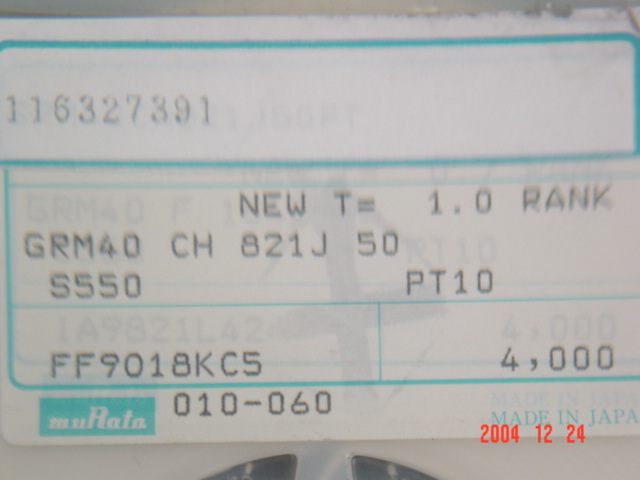 116327391
NEW T= 1.0 RANK
GRM40 CH 821J 50
S550 PT10
FF9018KC5 4,000
muRata 010-060
MADE IN JAPA
2004 12 24